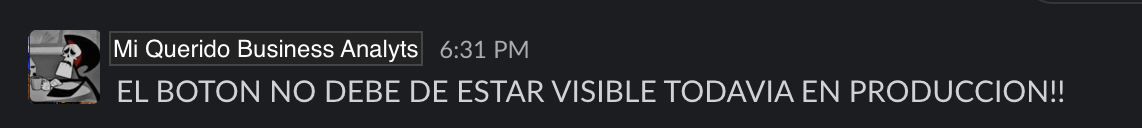 Mi Querido Business Analyts 6:31 PM
EL BOTON NO DEBE DE ESTAR VISIBLE TODAVIA EN PRODUCCION!!